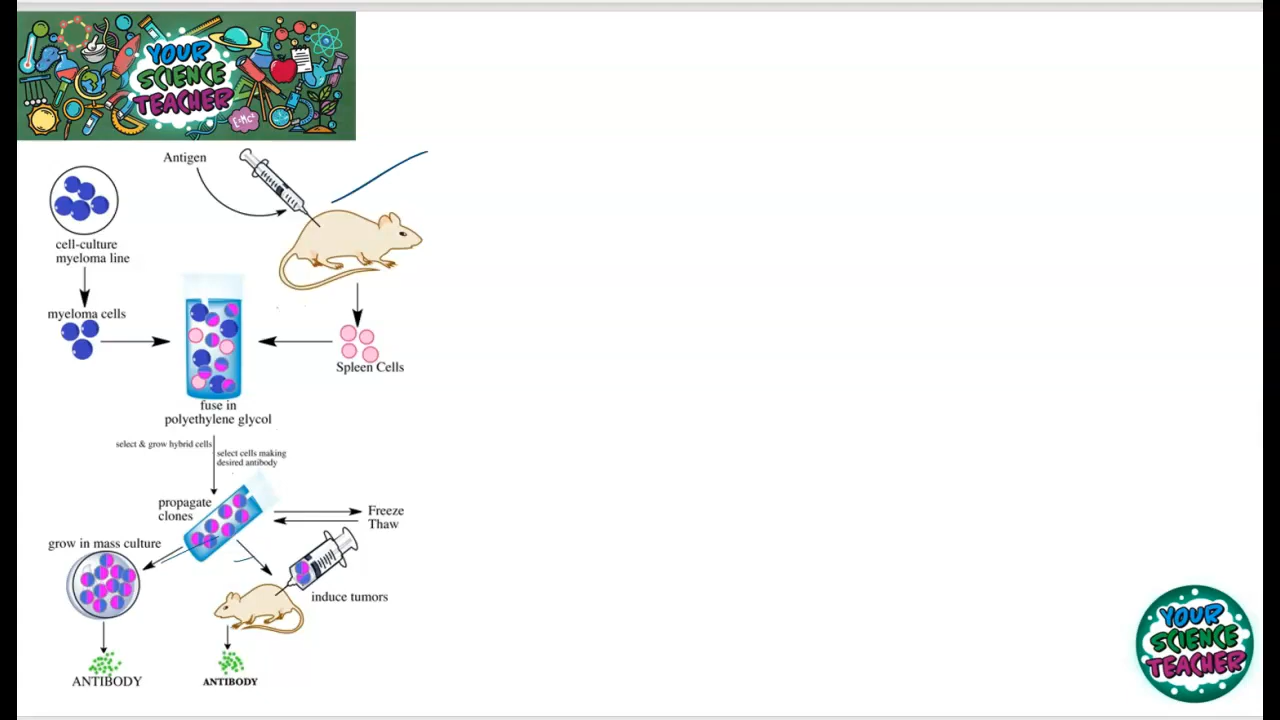 YOUR
SCIENCE
TEACHER
E=MC²
Antigen
cell-culture
myeloma line
myeloma cells
Spleen Cells
fuse in
polyethylene glycol
select & grow hybrid cells
select cells making
desired antibody
propagate
clones
Freeze
Thaw
grow in mass culture
induce tumors
ANTIBODY
ANTIBODY
YOUR
SCIENCE
TEACHER